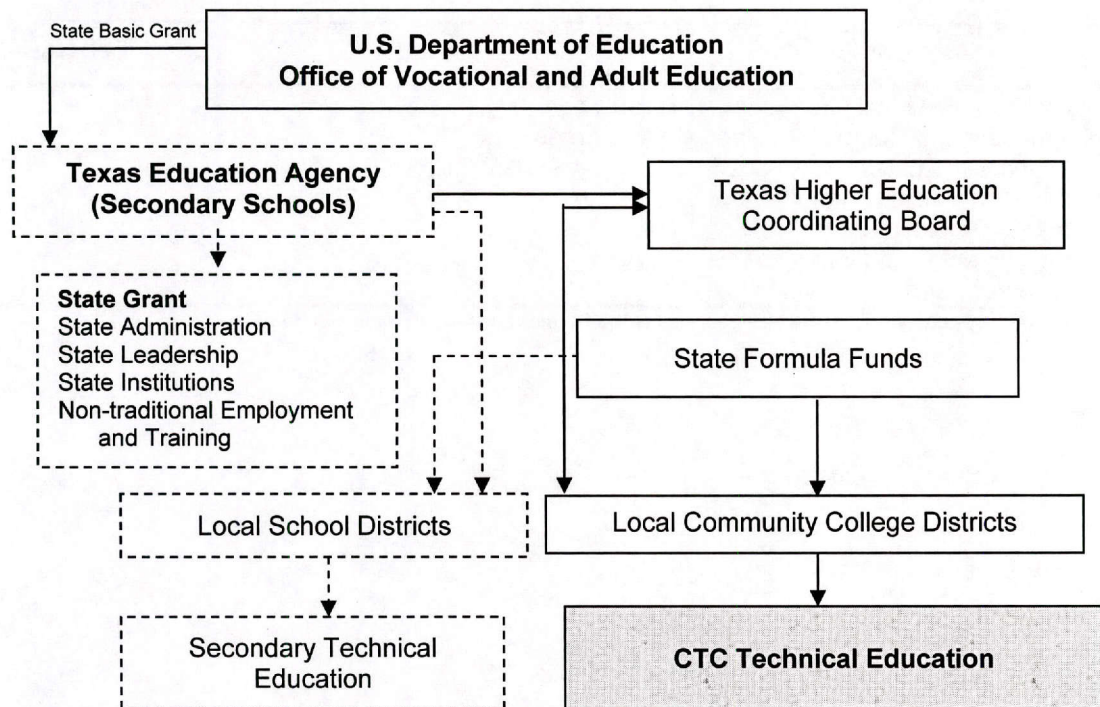 State Basic Grant
U.S. Department of Education
Office of Vocational and Adult Education
Texas Education Agency
(Secondary Schools)
Texas Higher Education
Coordinating Board
State Grant
State Administration
State Leadership
State Institutions
Non-traditional Employment
and Training
State Formula Funds
Local School Districts
Local Community College Districts
Secondary Technical
Education
CTC Technical Education